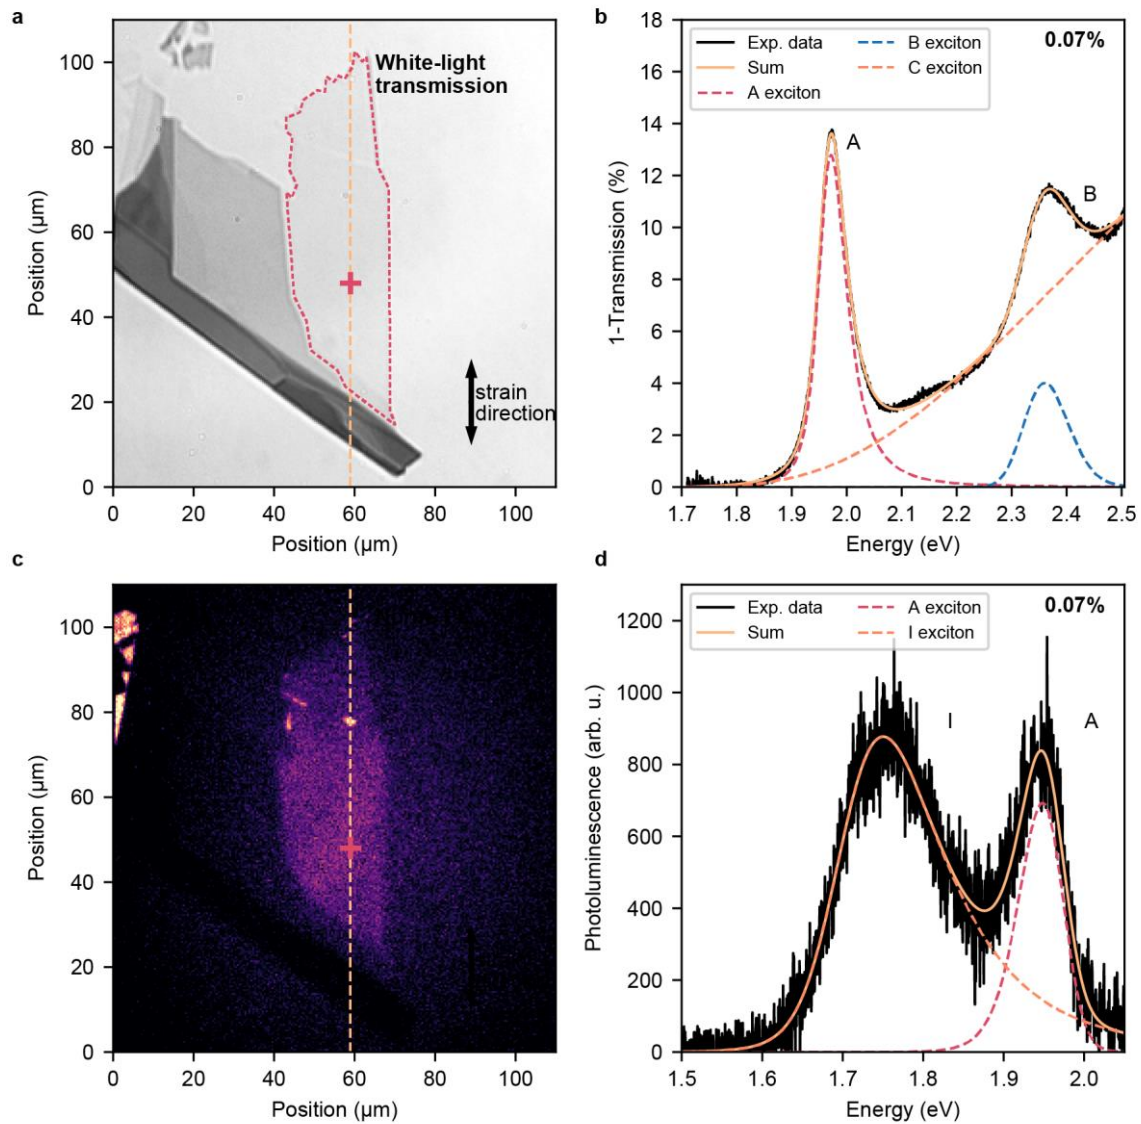 a
White-light
transmission
strain
direction
Position (µm)
100
80
60
40
20
0
0 20 40 60 80 100
Position (µm)
b
Exp. data
Sum
A exciton
B exciton
C exciton
0.07%
A
B
1-Transmission (%)
18
16
14
12
10
8
6
4
2
0
1.7 1.8 1.9 2.0 2.1 2.2 2.3 2.4 2.5
Energy (eV)
c
Position (µm)
100
80
60
40
20
0
0 20 40 60 80 100
Position (µm)
d
Exp. data
Sum
A exciton
I exciton
0.07%
I
A
Photoluminescence (arb. u.)
1200
1000
800
600
400
200
0
1.5 1.6 1.7 1.8 1.9 2.0
Energy (eV)